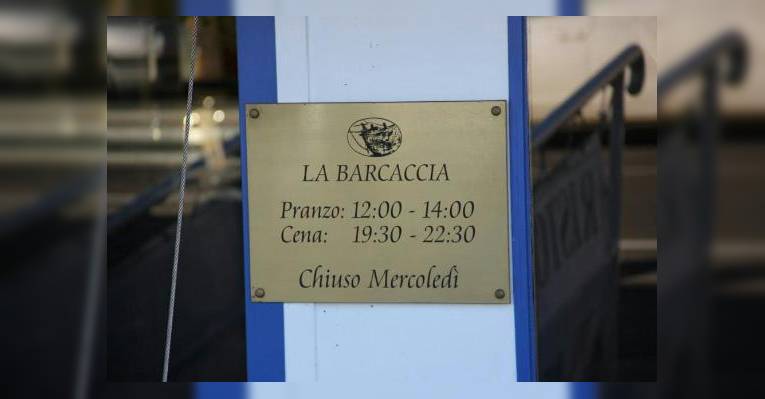 LA BARCACCIA
Pranzo: 12:00 - 14:00
Cena: 19:30 - 22:30
Chiuso Mercoledì